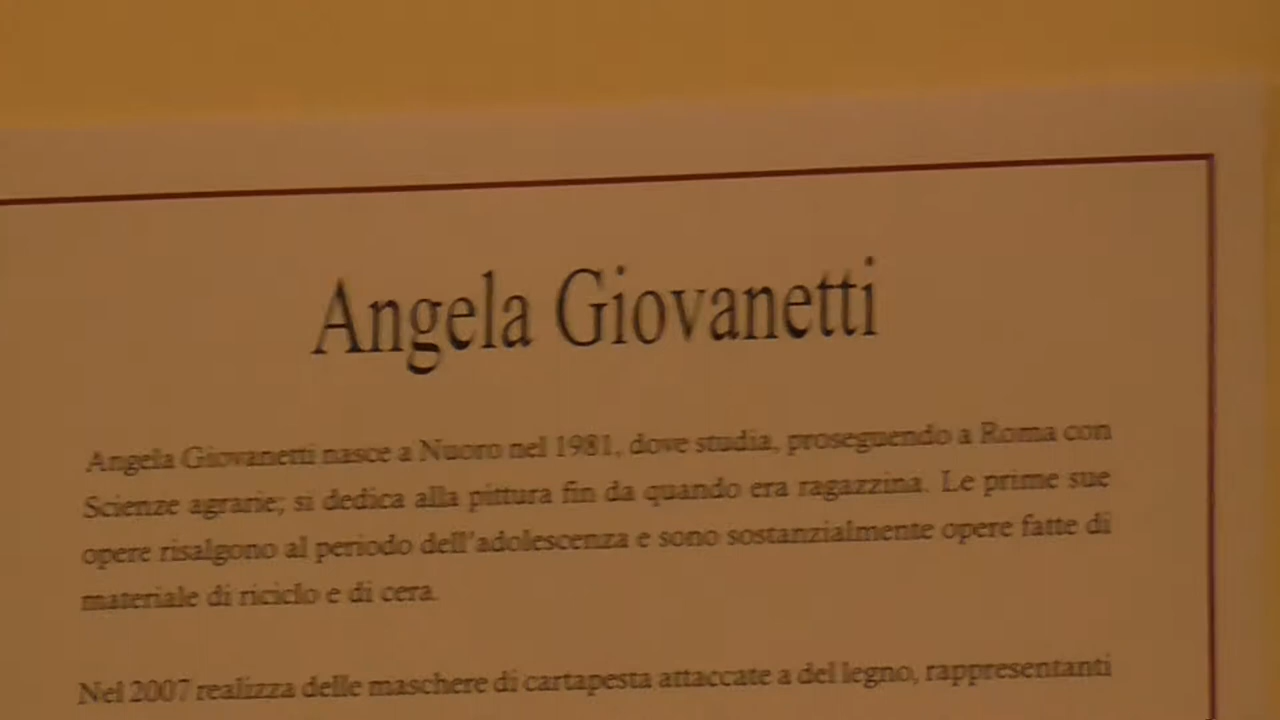 Angela Giovanetti
Angela Giovanetti nasce a Nuoro nel 1981, dove studia, proseguendo a Roma con
Scienze agrarie; si dedica alla pittura fin da quando era ragazzina. Le prime sue
opere risalgono al periodo dell'adolescenza e sono sostanzialmente opere fatte di
materiale di riciclo e di cera.
Nel 2007 realizza delle maschere di cartapesta attaccate a del legno, rappresentanti